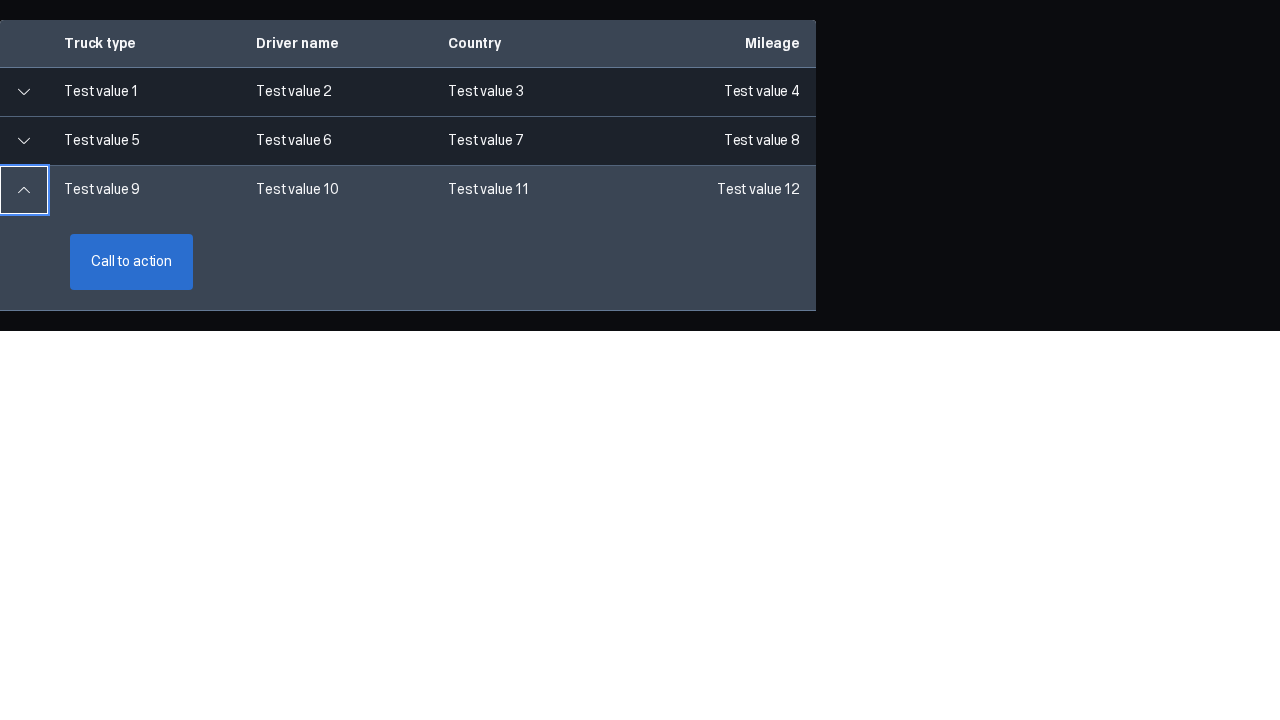 Truck type Driver name Country Mileage
Test value 1 Test value 2 Test value 3 Test value 4
Test value 5 Test value 6 Test value 7 Test value 8
Test value 9 Test value 10 Test value 11 Test value 12
Call to action